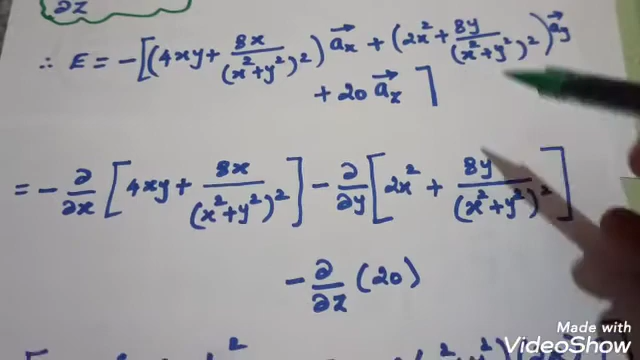 ∂z
∴ E = -[(4xy + 8x/(x²+y²)²) a⃗x + (2x² + 8y/(x²+y²)²) a⃗y
+ 20 a⃗z]
= - ∂/∂x [4xy + 8x/(x²+y²)²] - ∂/∂y [2x² + 8y/(x²+y²)²]
- ∂/∂z (20)
Made with
VideoShow